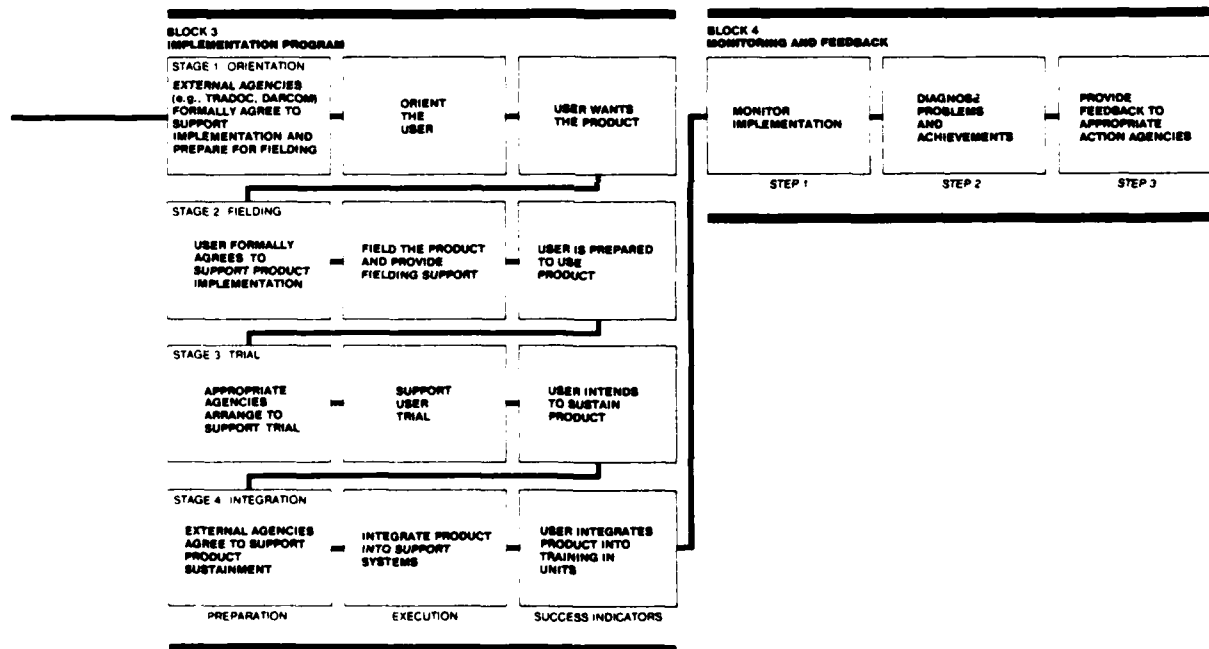 BLOCK 3
IMPLEMENTATION PROGRAM
STAGE 1 ORIENTATION
EXTERNAL AGENCIES
(e.g., TRADOC, DARCOM)
FORMALLY AGREE TO
SUPPORT
IMPLEMENTATION AND
PREPARE FOR FIELDING
ORIENT
THE
USER
USER WANTS
THE PRODUCT
STAGE 2 FIELDING
USER FORMALLY
AGREES TO
SUPPORT PRODUCT
IMPLEMENTATION
FIELD THE PRODUCT
AND PROVIDE
FIELDING SUPPORT
USER IS PREPARED
TO USE
PRODUCT
STAGE 3 TRIAL
APPROPRIATE
AGENCIES
ARRANGE TO
SUPPORT TRIAL
SUPPORT
USER
TRIAL
USER INTENDS
TO SUSTAIN
PRODUCT
STAGE 4 INTEGRATION
EXTERNAL AGENCIES
AGREE TO SUPPORT
PRODUCT
SUSTAINMENT
INTEGRATE PRODUCT
INTO SUPPORT
SYSTEMS
USER INTEGRATES
PRODUCT INTO
TRAINING IN
UNITS
PREPARATION
EXECUTION
SUCCESS INDICATORS
BLOCK 4
MONITORING AND FEEDBACK
MONITOR
IMPLEMENTATION
DIAGNOSE
PROBLEMS
AND
ACHIEVEMENTS
PROVIDE
FEEDBACK TO
APPROPRIATE
ACTION AGENCIES
STEP 1
STEP 2
STEP 3